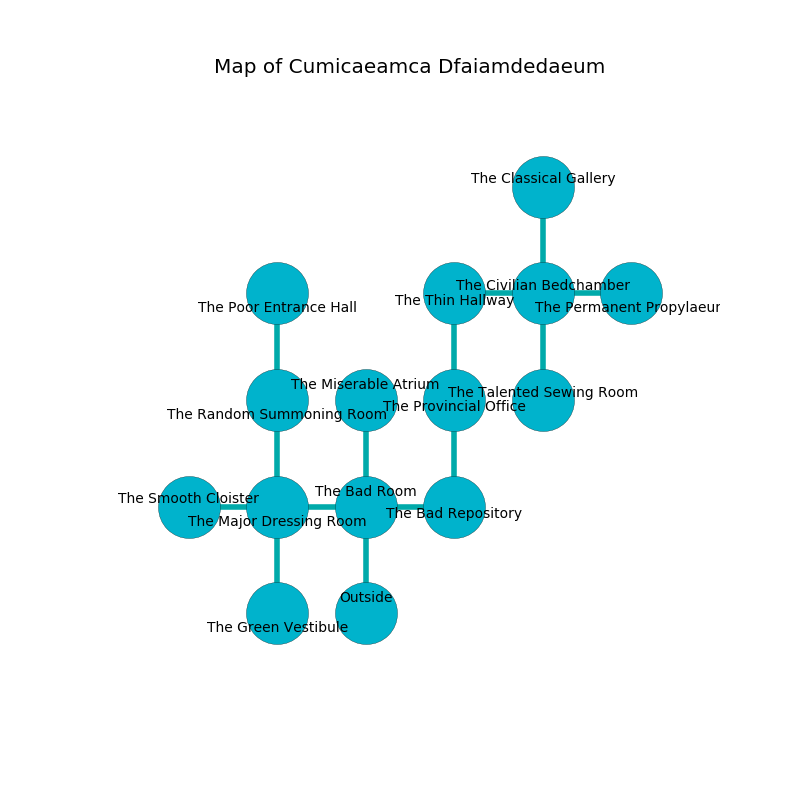 Map of Cumicaeamca Dfaiamdedaeum
The Classical Gallery
The Civilian Bedchamber
The Thin Hallway
The Poor Entrance Hall
The Permanent Propylaeur
The Miserable Atrium
The Talented Sewing Room
The Provincial Office
The Random Summoning Room
The Bad Room
The Smooth Cloister
The Bad Repository
The Major Dressing Room
Outside
The Green Vestibule